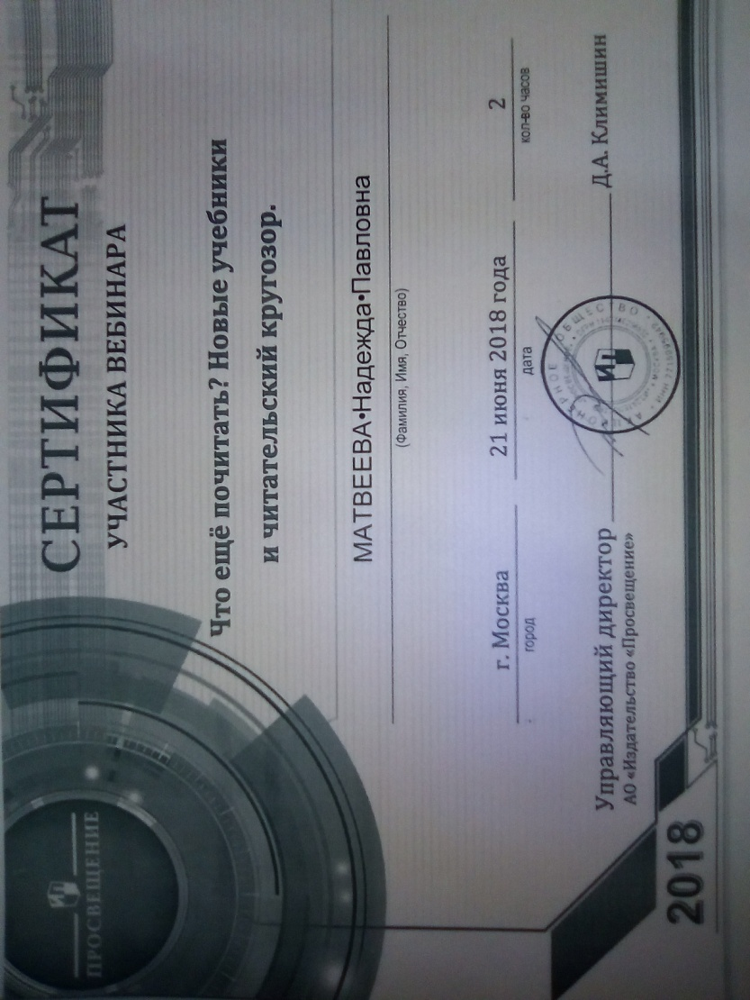 ПРОСВЕЩЕНИЕ
СЕРТИФИКАТ
УЧАСТНИКА ВЕБИНАРА
Что ещё почитать? Новые учебники
и читательский кругозор.
МАТВЕЕВА•Надежда•Павловна
(Фамилия, Имя, Отчество)
г. Москва 21 июня 2018 года 2
город дата кол-во часов
Управляющий директор Д.А. Климишин
АО «Издательство «Просвещение»
2018